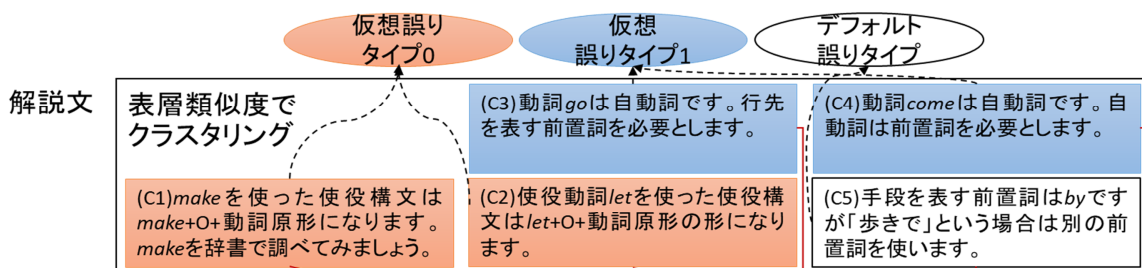 仮想誤り
タイプ0
仮想
誤りタイプ1
デフォルト
誤りタイプ
解説文
表層類似度で
クラスタリング
(C3)動詞goは自動詞です。行先
を表す前置詞を必要とします。
(C4)動詞comeは自動詞です。自
動詞は前置詞を必要とします。
(C1)makeを使った使役構文は
make+O+動詞原形になります。
makeを辞書で調べてみましょう。
(C2)使役動詞letを使った使役構
文はlet+O+動詞原形の形になり
ます。
(C5)手段を表す前置詞はbyです
が「歩きで」という場合は別の前
置詞を使います。